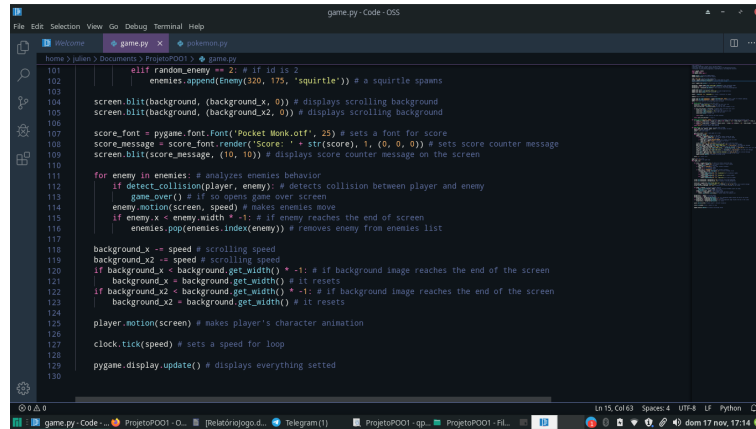 game.py - Code - OSS
File Edit Selection View Go Debug Terminal Help
Welcome game.py × pokemon.py
home > julien > Documents > ProjetoPOO1 > game.py
101 elif random_enemy == 2: # if id is 2
102 enemies.append(Enemy(320, 175, 'squirtle')) # a squirtle spawns
103
104 screen.blit(background, (background_x, 0)) # displays scrolling background
105 screen.blit(background, (background_x2, 0)) # displays scrolling background
106
107 score_font = pygame.font.Font('Pocket Monk.otf', 25) # sets a font for score
108 score_message = score_font.render('Score: ' + str(score), 1, (0, 0, 0)) # sets score counter message
109 screen.blit(score_message, (10, 10)) # displays score counter message on the screen
110
111 for enemy in enemies: # analyzes enemies behavior
112 if detect_collision(player, enemy): # detects collision between player and enemy
113 game_over() # if so opens game over screen
114 enemy.motion(screen, speed) # makes enemies move
115 if enemy.x < enemy.width * -1: # if enemy reaches the end of screen
116 enemies.pop(enemies.index(enemy)) # removes enemy from enemies list
117
118 background_x -= speed # scrolling speed
119 background_x2 -= speed # scrolling speed
120 if background_x < background.get_width() * -1: # if background image reaches the end of the screen
121 background_x = background.get_width() # it resets
122 if background_x2 < background.get_width() * -1: # if background image reaches the end of the screen
123 background_x2 = background.get_width() # it resets
124
125 player.motion(screen) # makes player's character animation
126
127 clock.tick(speed) # sets a speed for loop
128
129 pygame.display.update() # displays everything setted
130
0 0 Ln 15, Col 63 Spaces: 4 UTF-8 LF Python
game.py - Code - ... ProjetoPOO1 - O... [Relatóriojogo.d... Telegram (1) ProjetoPOO1 - qp... ProjetoPOO1 - Fil... dom 17 nov, 17:14